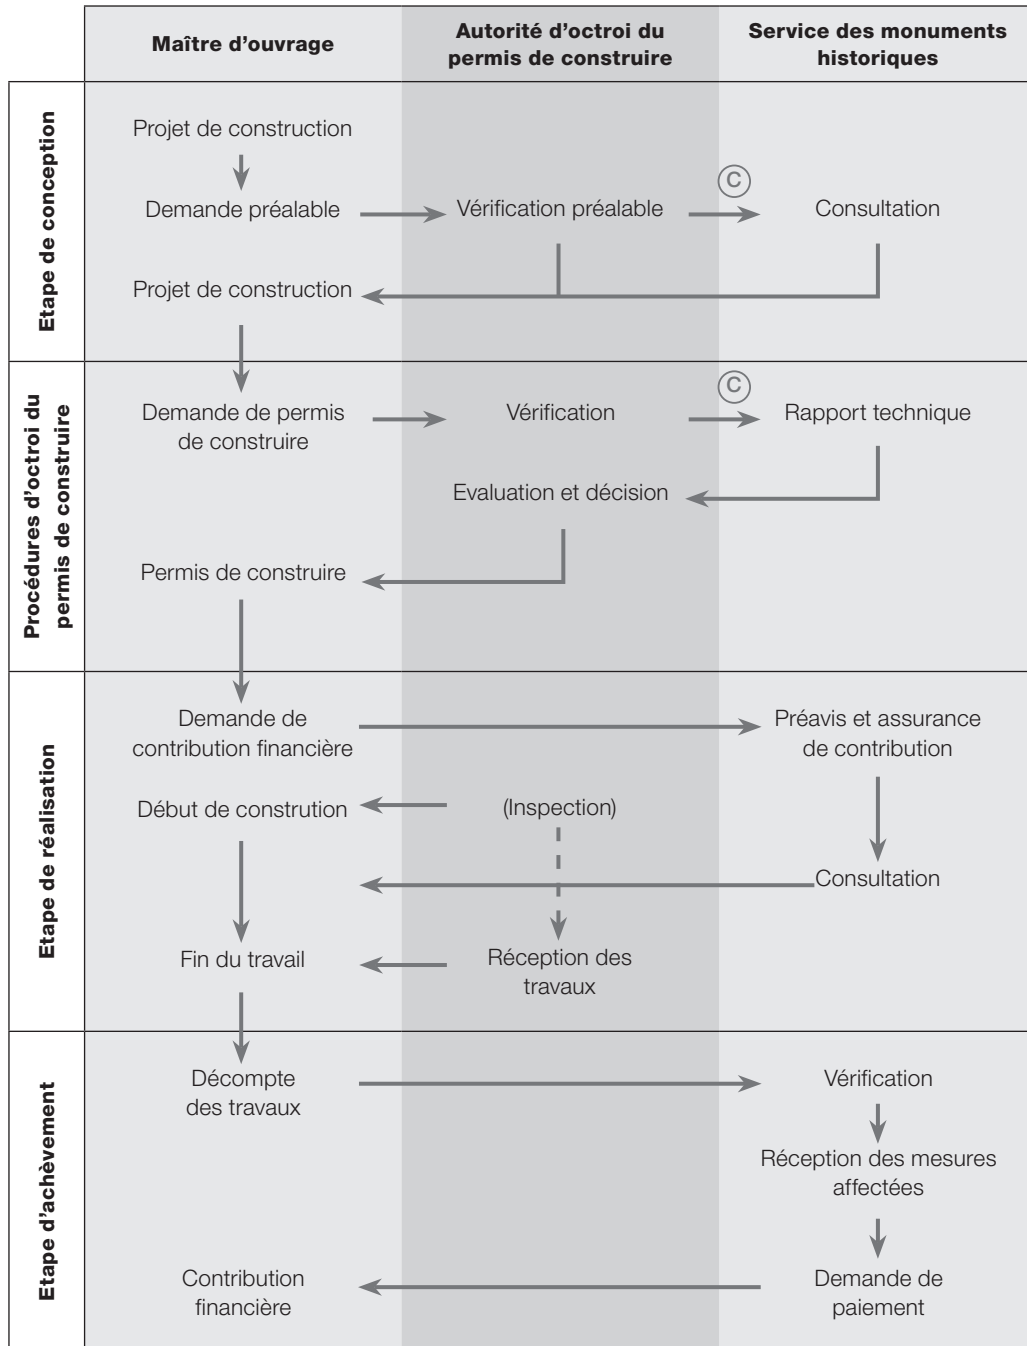 Maître d'ouvrage
Autorité d'octroi du
permis de construire
Service des monuments
historiques
Etape de conception
Projet de construction
Demande préalable
Vérification préalable
C
Consultation
Projet de construction
Procédures d'octroi du
permis de construire
Demande de permis
de construire
Vérification
C
Rapport technique
Evaluation et décision
Permis de construire
Etape de réalisation
Demande de
contribution financière
Préavis et assurance
de contribution
Début de constrution
(Inspection)
Consultation
Fin du travail
Réception des
travaux
Etape d'achèvement
Décompte
des travaux
Vérification
Réception des mesures
affectées
Contribution
financière
Demande de
paiement